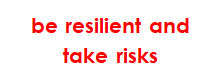 be resilient and
take risks